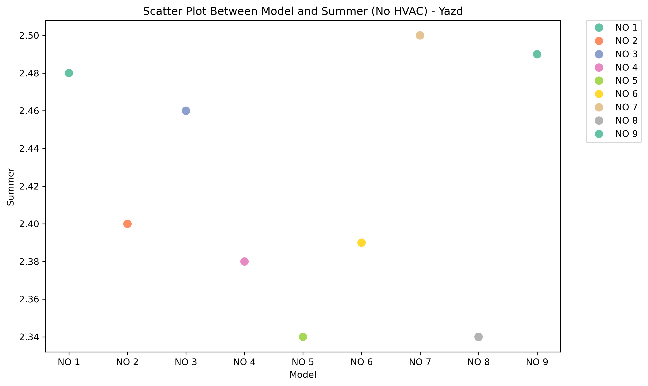 Scatter Plot Between Model and Summer (No HVAC) - Yazd
2.50
2.48
2.46
2.44
2.42
2.40
2.38
2.36
2.34
Summer
NO 1
NO 2
NO 3
NO 4
NO 5
NO 6
NO 7
NO 8
NO 9
Model
NO 1
NO 2
NO 3
NO 4
NO 5
NO 6
NO 7
NO 8
NO 9